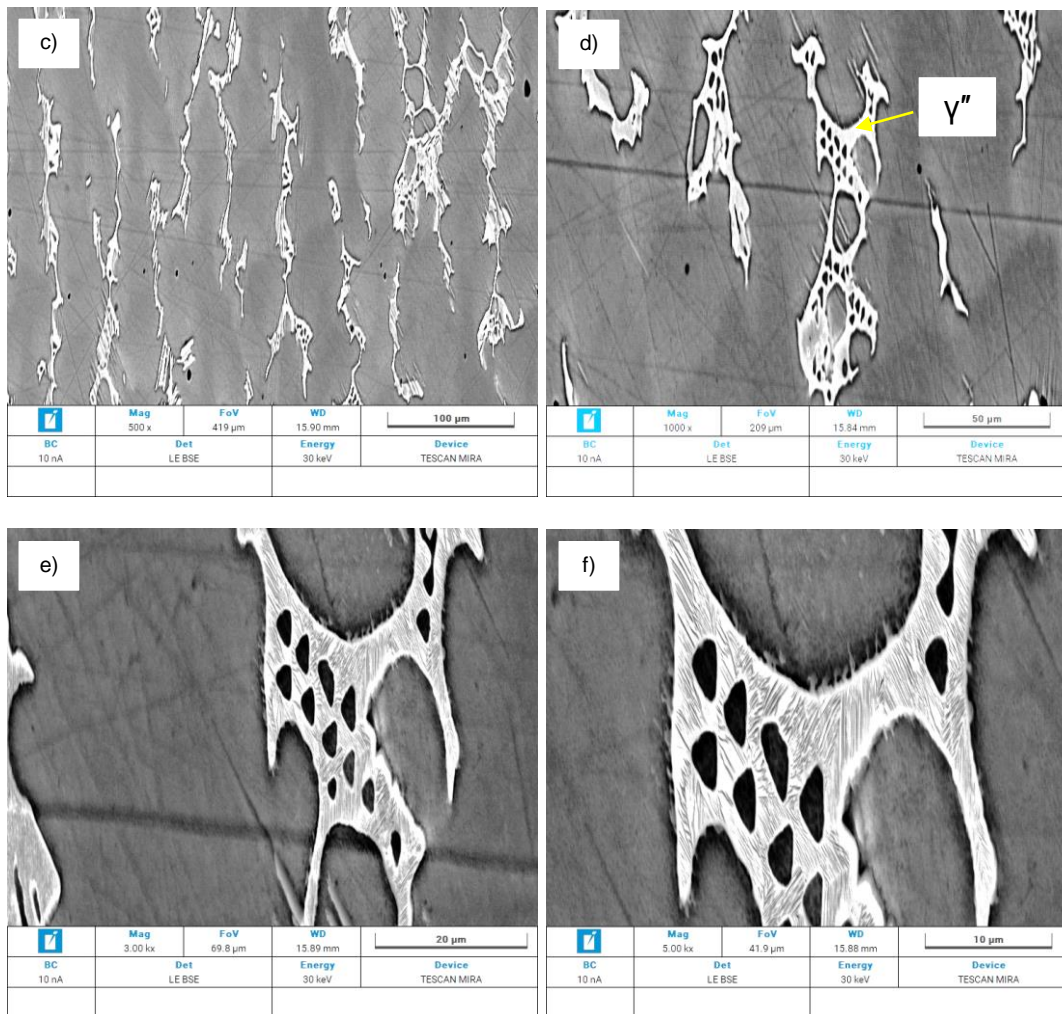 c)
Mag FoV WD 100 µm
500 x 419 µm 15.90 mm
BC Det Energy Device
10 nA LE BSE 30 keV TESCAN MIRA
d)
γ″
Mag FoV WD 50 µm
1000 x 209 µm 15.84 mm
BC Det Energy Device
10 nA LE BSE 30 keV TESCAN MIRA
e)
Mag FoV WD 20 µm
3.00 kx 69.8 µm 15.89 mm
BC Det Energy Device
10 nA LE BSE 30 keV TESCAN MIRA
f)
Mag FoV WD 10 µm
5.00 kx 41.9 µm 15.88 mm
BC Det Energy Device
10 nA LE BSE 30 keV TESCAN MIRA